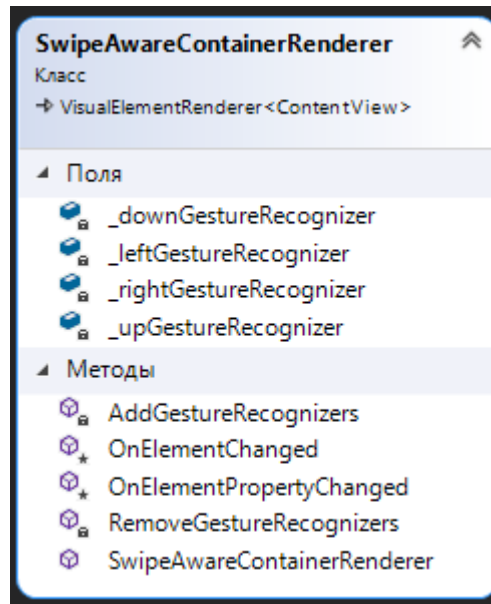 SwipeAwareContainerRenderer
Класс
VisualElementRenderer<ContentView>
Поля
_downGestureRecognizer
_leftGestureRecognizer
_rightGestureRecognizer
_upGestureRecognizer
Методы
AddGestureRecognizers
OnElementChanged
OnElementPropertyChanged
RemoveGestureRecognizers
SwipeAwareContainerRenderer